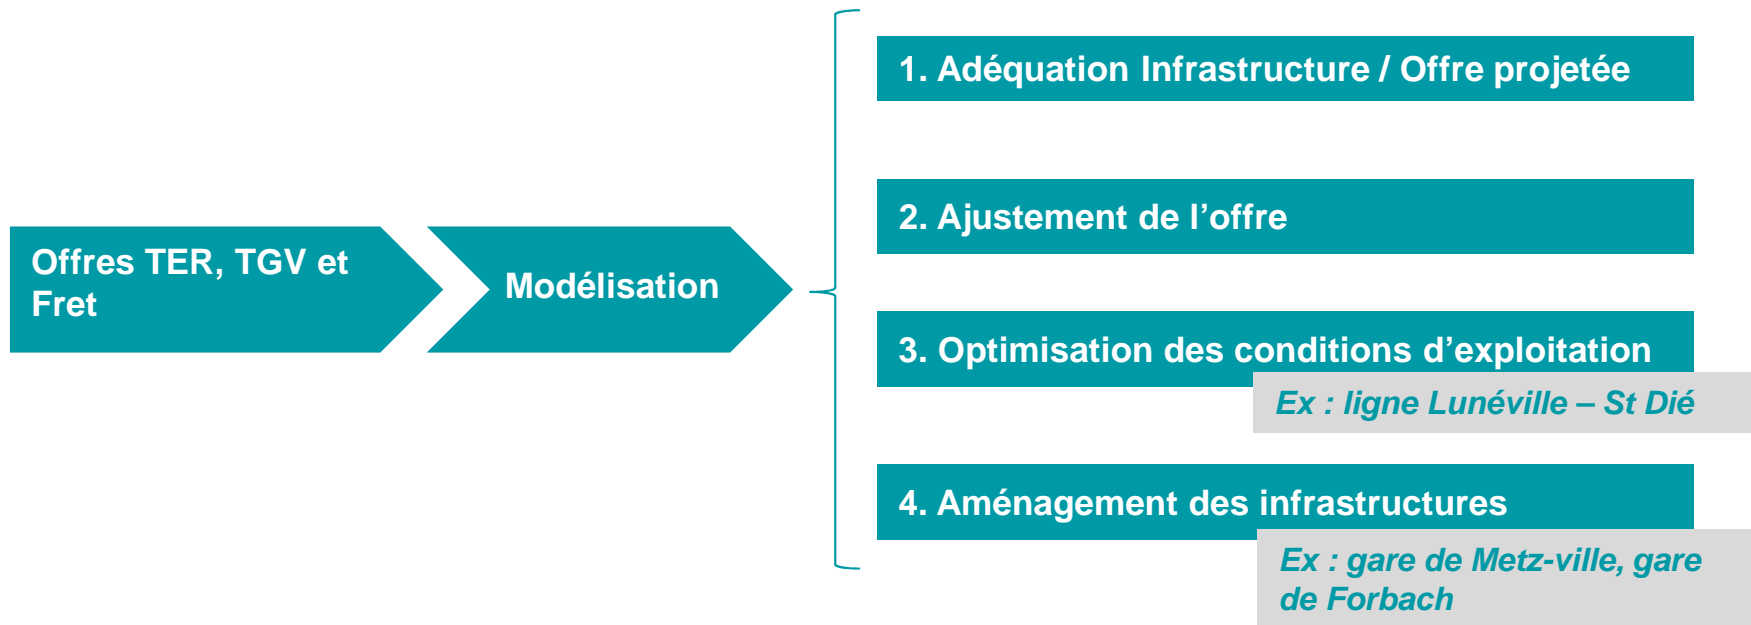 Offres TER, TGV et
Fret
Modélisation
1. Adéquation Infrastructure / Offre projetée
2. Ajustement de l’offre
3. Optimisation des conditions d’exploitation
Ex : ligne Lunéville – St Dié
4. Aménagement des infrastructures
Ex : gare de Metz-ville, gare
de Forbach